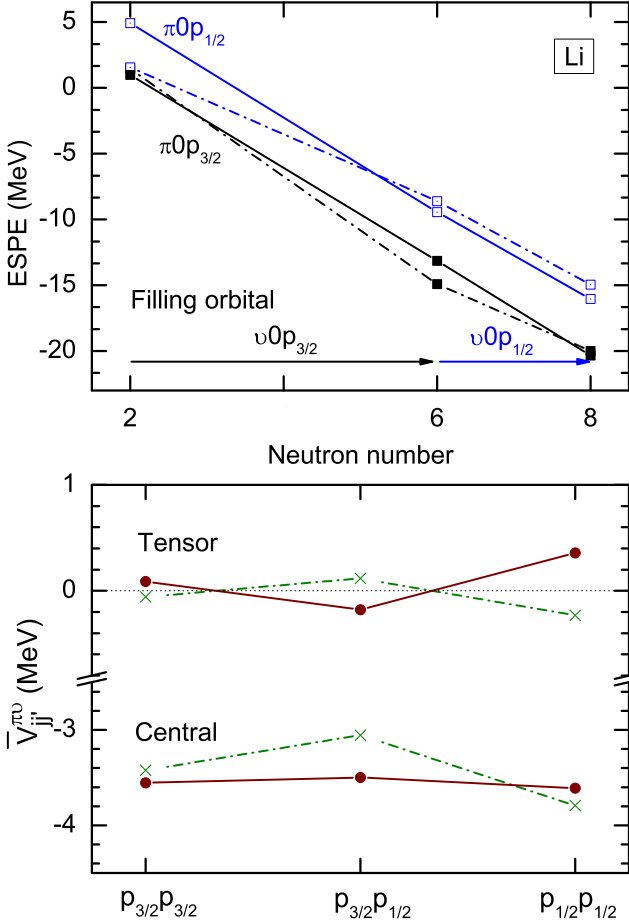 5
π0p1/2
Li
0
π0p3/2
-5
ESPE (MeV)
-10
-15
Filling orbital
υ0p3/2
υ0p1/2
-20
2
6
8
Neutron number
1
Tensor
0
V̅jj'πυ (MeV)
-3
Central
-4
p3/2p3/2
p3/2p1/2
p1/2p1/2